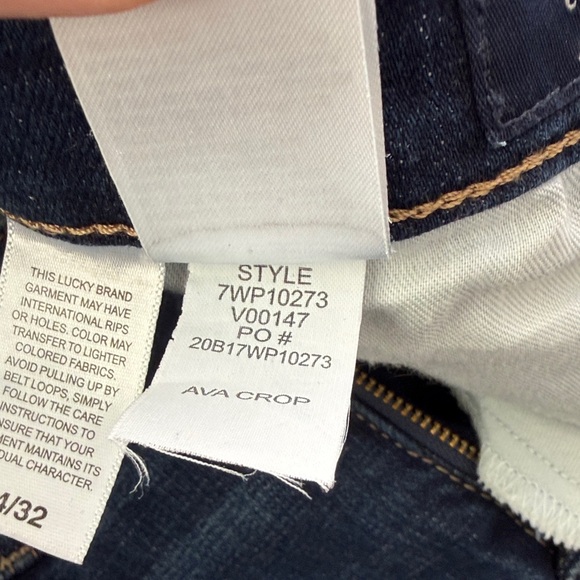 THIS LUCKY BRAND
GARMENT MAY HAVE
INTERNATIONAL RIPS
OR HOLES. COLOR MAY
TRANSFER TO LIGHTER
COLORED FABRICS.
AVOID PULLING UP BY
BELT LOOPS, SIMPLY
FOLLOW THE CARE
INSTRUCTIONS TO
ENSURE THAT YOUR
MENT MAINTAINS ITS
DUAL CHARACTER.
4/32
STYLE
7WP10273
V00147
PO #
20B17WP10273
AVA CROP